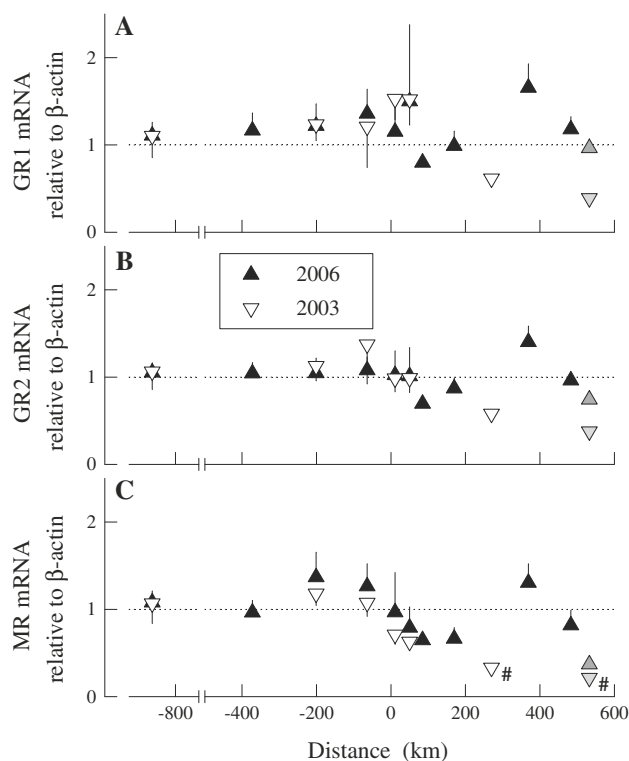 A
2
1
0
GR1 mRNA
relative to β-actin
B
2006
2003
2
1
0
GR2 mRNA
relative to β-actin
C
2
1
0
MR mRNA
relative to β-actin
#
#
-800 -400 -200 0 200 400 600
Distance (km)